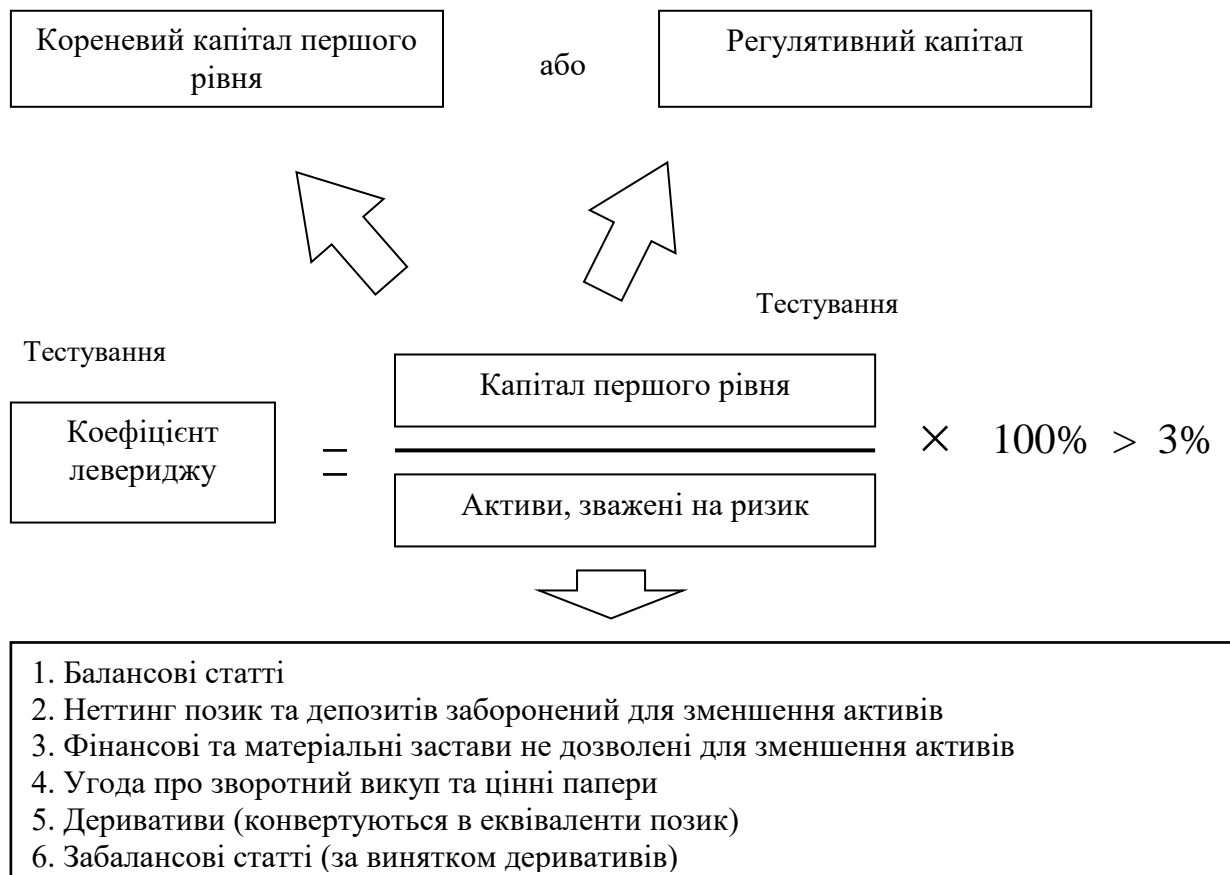 Кореневий капітал першого
рівня
або
Регулятивний капітал
Тестування
Тестування
Капітал першого рівня
Коефіцієнт
левериджу
=
× 100% > 3%
Активи, зважені на ризик
1. Балансові статті
2. Неттинг позик та депозитів заборонений для зменшення активів
3. Фінансові та матеріальні застави не дозволені для зменшення активів
4. Угода про зворотний викуп та цінні папери
5. Деривативи (конвертуються в еквіваленти позик)
6. Забалансові статті (за винятком деривативів)